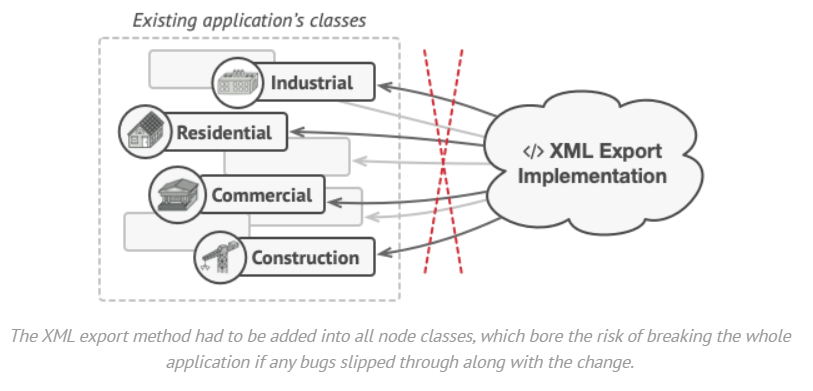 Existing application's classes
Industrial
Residential
Commercial
Construction
</> XML Export
Implementation
The XML export method had to be added into all node classes, which bore the risk of breaking the whole
application if any bugs slipped through along with the change.